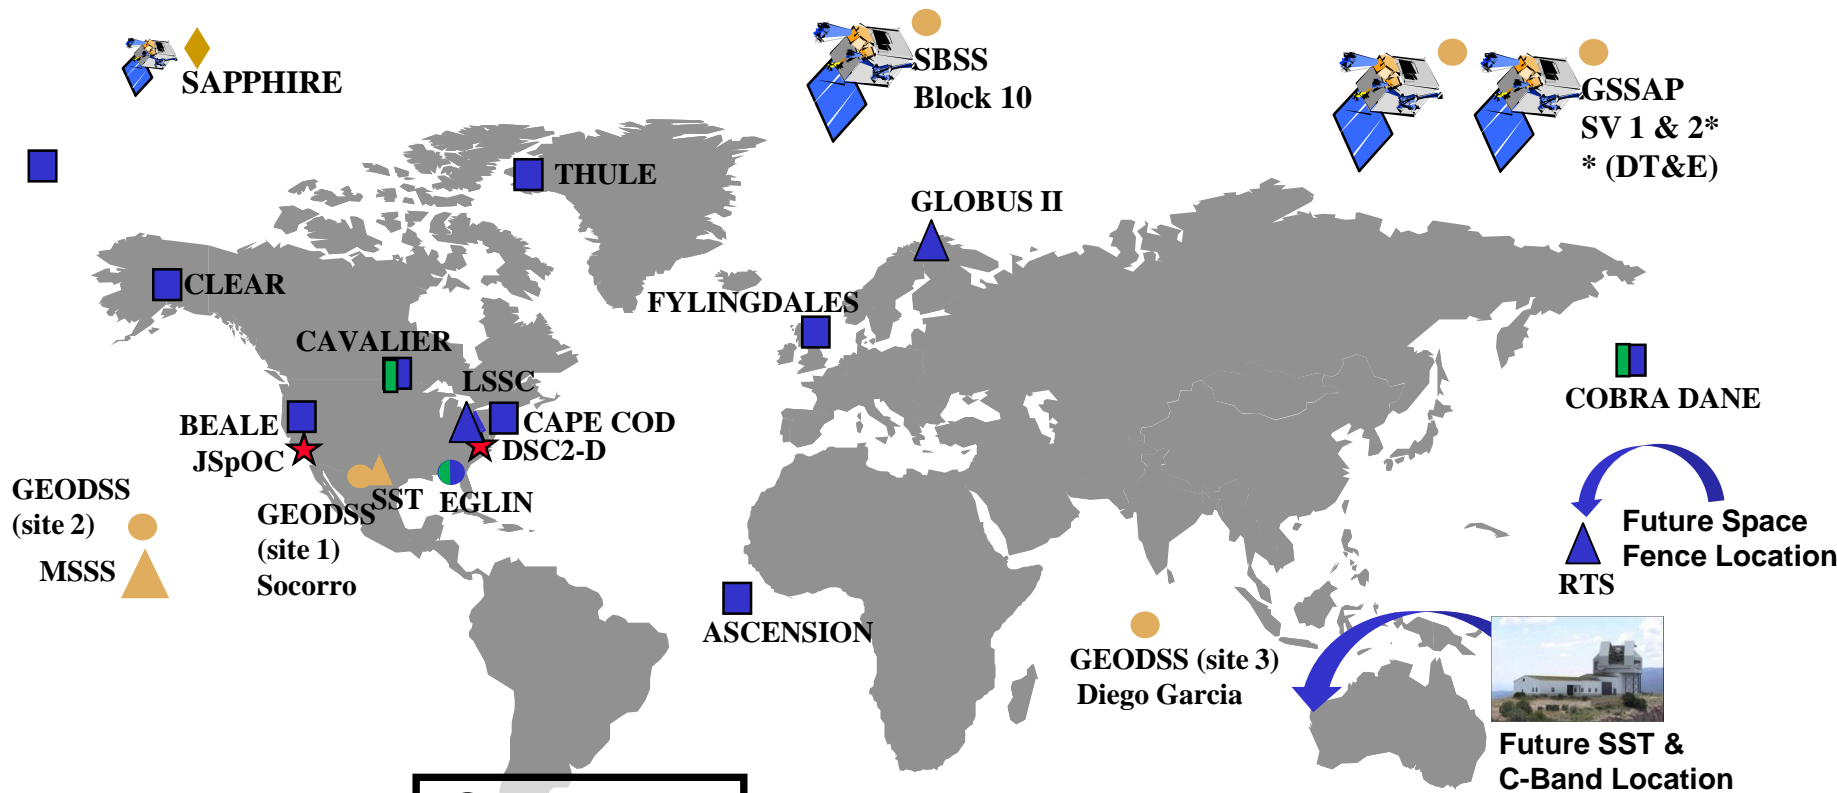 SAPPHIRE
SBSS
Block 10
GSSAP
SV 1 & 2*
* (DT&E)
THULE
GLOBUS II
CLEAR
FYLINGDALES
CAVALIER
LSSC
COBRA DANE
BEALE
CAPE COD
JSpOC
DSC2-D
GEODSS
(site 2)
SST
EGLIN
GEODSS
(site 1)
Socorro
MSSS
Future Space
Fence Location
RTS
ASCENSION
GEODSS (site 3)
Diego Garcia
Future SST &
C-Band Location